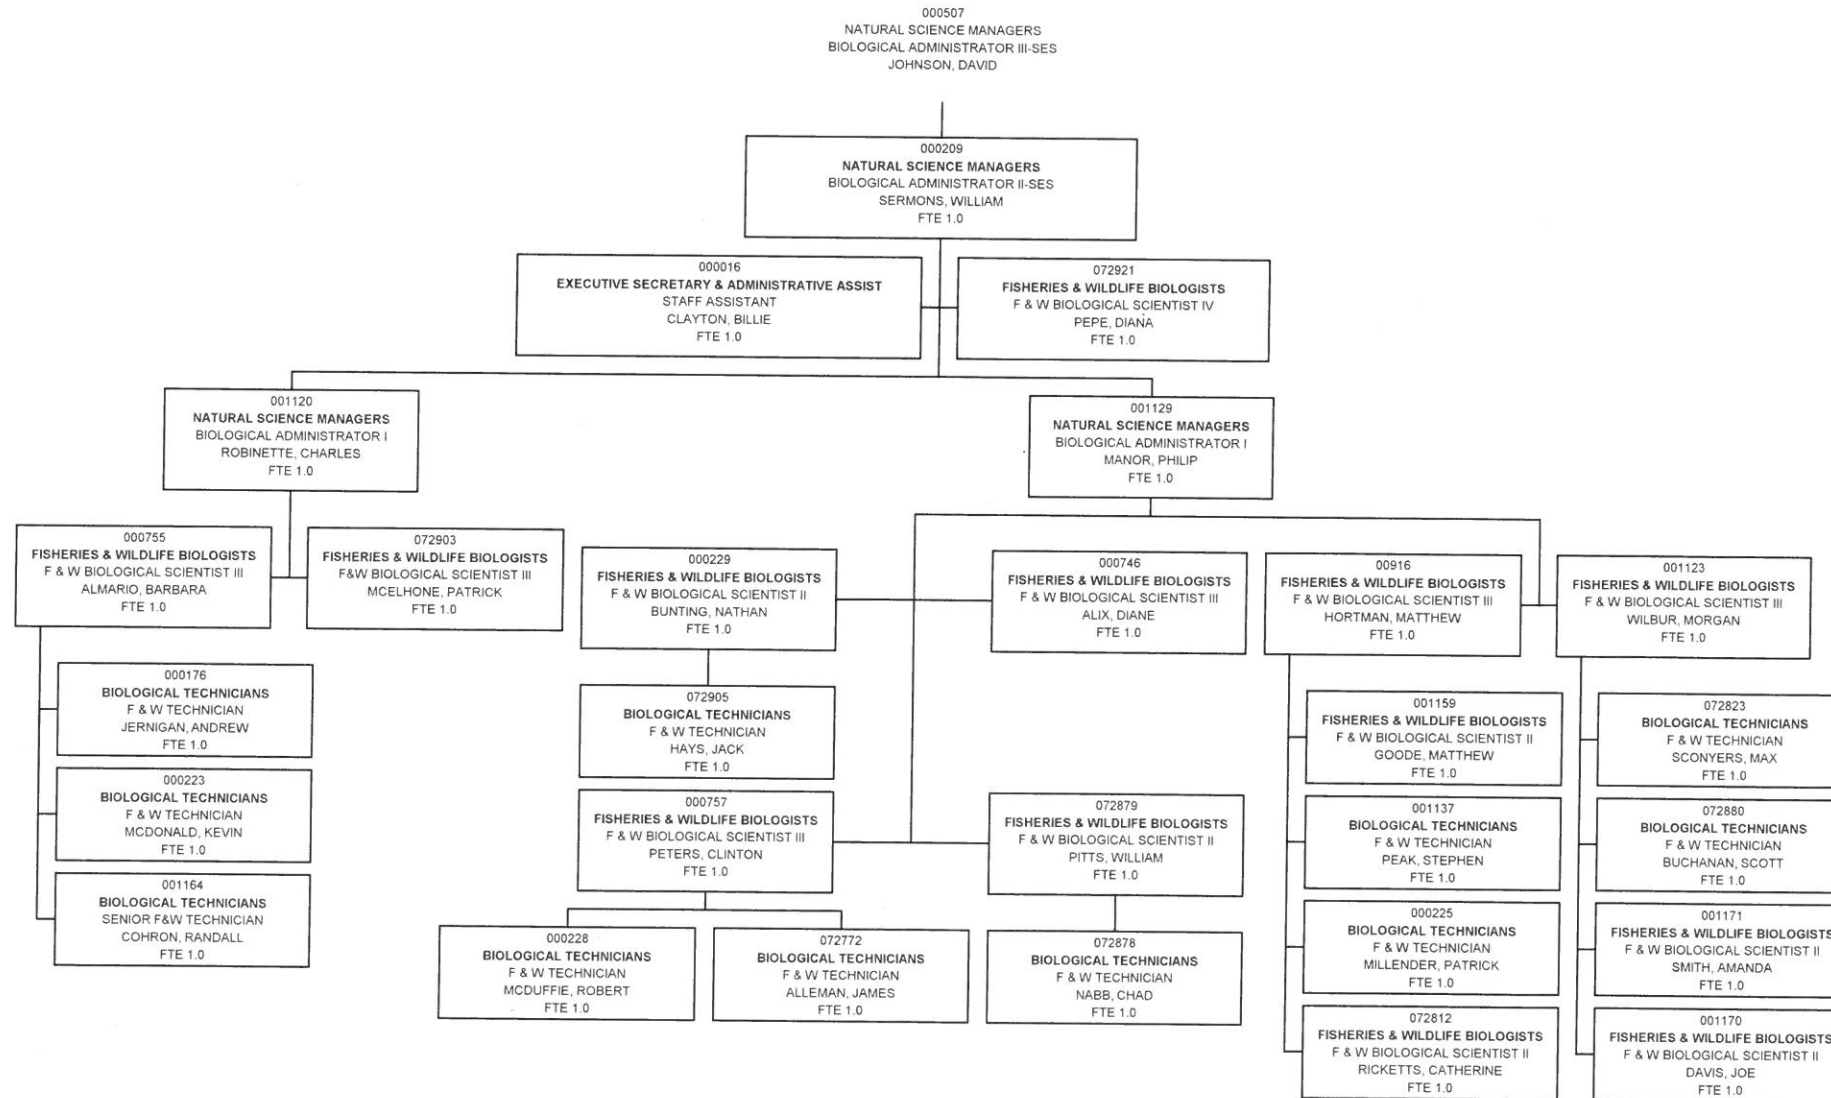 000507
NATURAL SCIENCE MANAGERS
BIOLOGICAL ADMINISTRATOR III-SES
JOHNSON, DAVID
000209
NATURAL SCIENCE MANAGERS
BIOLOGICAL ADMINISTRATOR II-SES
SERMONS, WILLIAM
FTE 1.0
000016
EXECUTIVE SECRETARY & ADMINISTRATIVE ASSIST
STAFF ASSISTANT
CLAYTON, BILLIE
FTE 1.0
072921
FISHERIES & WILDLIFE BIOLOGISTS
F & W BIOLOGICAL SCIENTIST IV
PEPE, DIANA
FTE 1.0
001120
NATURAL SCIENCE MANAGERS
BIOLOGICAL ADMINISTRATOR I
ROBINETTE, CHARLES
FTE 1.0
001129
NATURAL SCIENCE MANAGERS
BIOLOGICAL ADMINISTRATOR I
MANOR, PHILIP
FTE 1.0
000755
FISHERIES & WILDLIFE BIOLOGISTS
F & W BIOLOGICAL SCIENTIST III
ALMARIO, BARBARA
FTE 1.0
072903
FISHERIES & WILDLIFE BIOLOGISTS
F&W BIOLOGICAL SCIENTIST III
MCELHONE, PATRICK
FTE 1.0
000229
FISHERIES & WILDLIFE BIOLOGISTS
F & W BIOLOGICAL SCIENTIST II
BUNTING, NATHAN
FTE 1.0
000746
FISHERIES & WILDLIFE BIOLOGISTS
F & W BIOLOGICAL SCIENTIST III
ALIX, DIANE
FTE 1.0
00916
FISHERIES & WILDLIFE BIOLOGISTS
F & W BIOLOGICAL SCIENTIST III
HORTMAN, MATTHEW
FTE 1.0
001123
FISHERIES & WILDLIFE BIOLOGISTS
F & W BIOLOGICAL SCIENTIST III
WILBUR, MORGAN
FTE 1.0
000176
BIOLOGICAL TECHNICIANS
F & W TECHNICIAN
JERNIGAN, ANDREW
FTE 1.0
000223
BIOLOGICAL TECHNICIANS
F & W TECHNICIAN
MCDONALD, KEVIN
FTE 1.0
001164
BIOLOGICAL TECHNICIANS
SENIOR F&W TECHNICIAN
COHRON, RANDALL
FTE 1.0
072905
BIOLOGICAL TECHNICIANS
F & W TECHNICIAN
HAYS, JACK
FTE 1.0
000757
FISHERIES & WILDLIFE BIOLOGISTS
F & W BIOLOGICAL SCIENTIST III
PETERS, CLINTON
FTE 1.0
072879
FISHERIES & WILDLIFE BIOLOGISTS
F & W BIOLOGICAL SCIENTIST II
PITTS, WILLIAM
FTE 1.0
000228
BIOLOGICAL TECHNICIANS
F & W TECHNICIAN
MCDUFFIE, ROBERT
FTE 1.0
072772
BIOLOGICAL TECHNICIANS
F & W TECHNICIAN
ALLEMAN, JAMES
FTE 1.0
072878
BIOLOGICAL TECHNICIANS
F & W TECHNICIAN
NABB, CHAD
FTE 1.0
001159
FISHERIES & WILDLIFE BIOLOGISTS
F & W BIOLOGICAL SCIENTIST II
GOODE, MATTHEW
FTE 1.0
001137
BIOLOGICAL TECHNICIANS
F & W TECHNICIAN
PEAK, STEPHEN
FTE 1.0
000225
BIOLOGICAL TECHNICIANS
F & W TECHNICIAN
MILLENDER, PATRICK
FTE 1.0
072812
FISHERIES & WILDLIFE BIOLOGISTS
F & W BIOLOGICAL SCIENTIST II
RICKETTS, CATHERINE
FTE 1.0
072823
BIOLOGICAL TECHNICIANS
F & W TECHNICIAN
SCONYERS, MAX
FTE 1.0
072880
BIOLOGICAL TECHNICIANS
F & W TECHNICIAN
BUCHANAN, SCOTT
FTE 1.0
001171
FISHERIES & WILDLIFE BIOLOGISTS
F & W BIOLOGICAL SCIENTIST II
SMITH, AMANDA
FTE 1.0
001170
FISHERIES & WILDLIFE BIOLOGISTS
F & W BIOLOGICAL SCIENTIST II
DAVIS, JOE
FTE 1.0